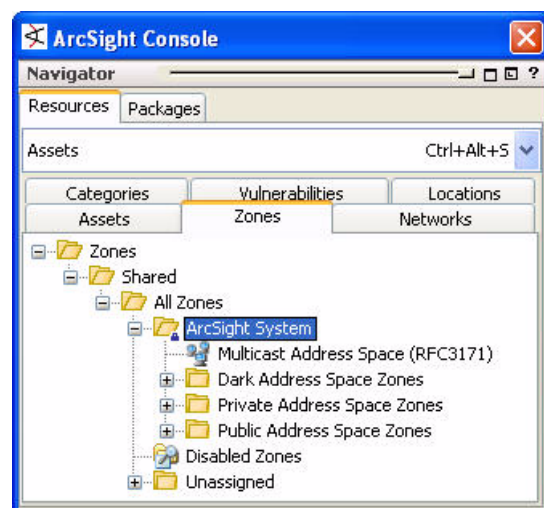 ArcSight Console
Navigator ?
Resources Packages
Assets Ctrl+Alt+S
Categories Vulnerabilities Locations
Assets Zones Networks
Zones
Shared
All Zones
ArcSight System
Multicast Address Space (RFC3171)
Dark Address Space Zones
Private Address Space Zones
Public Address Space Zones
Disabled Zones
Unassigned